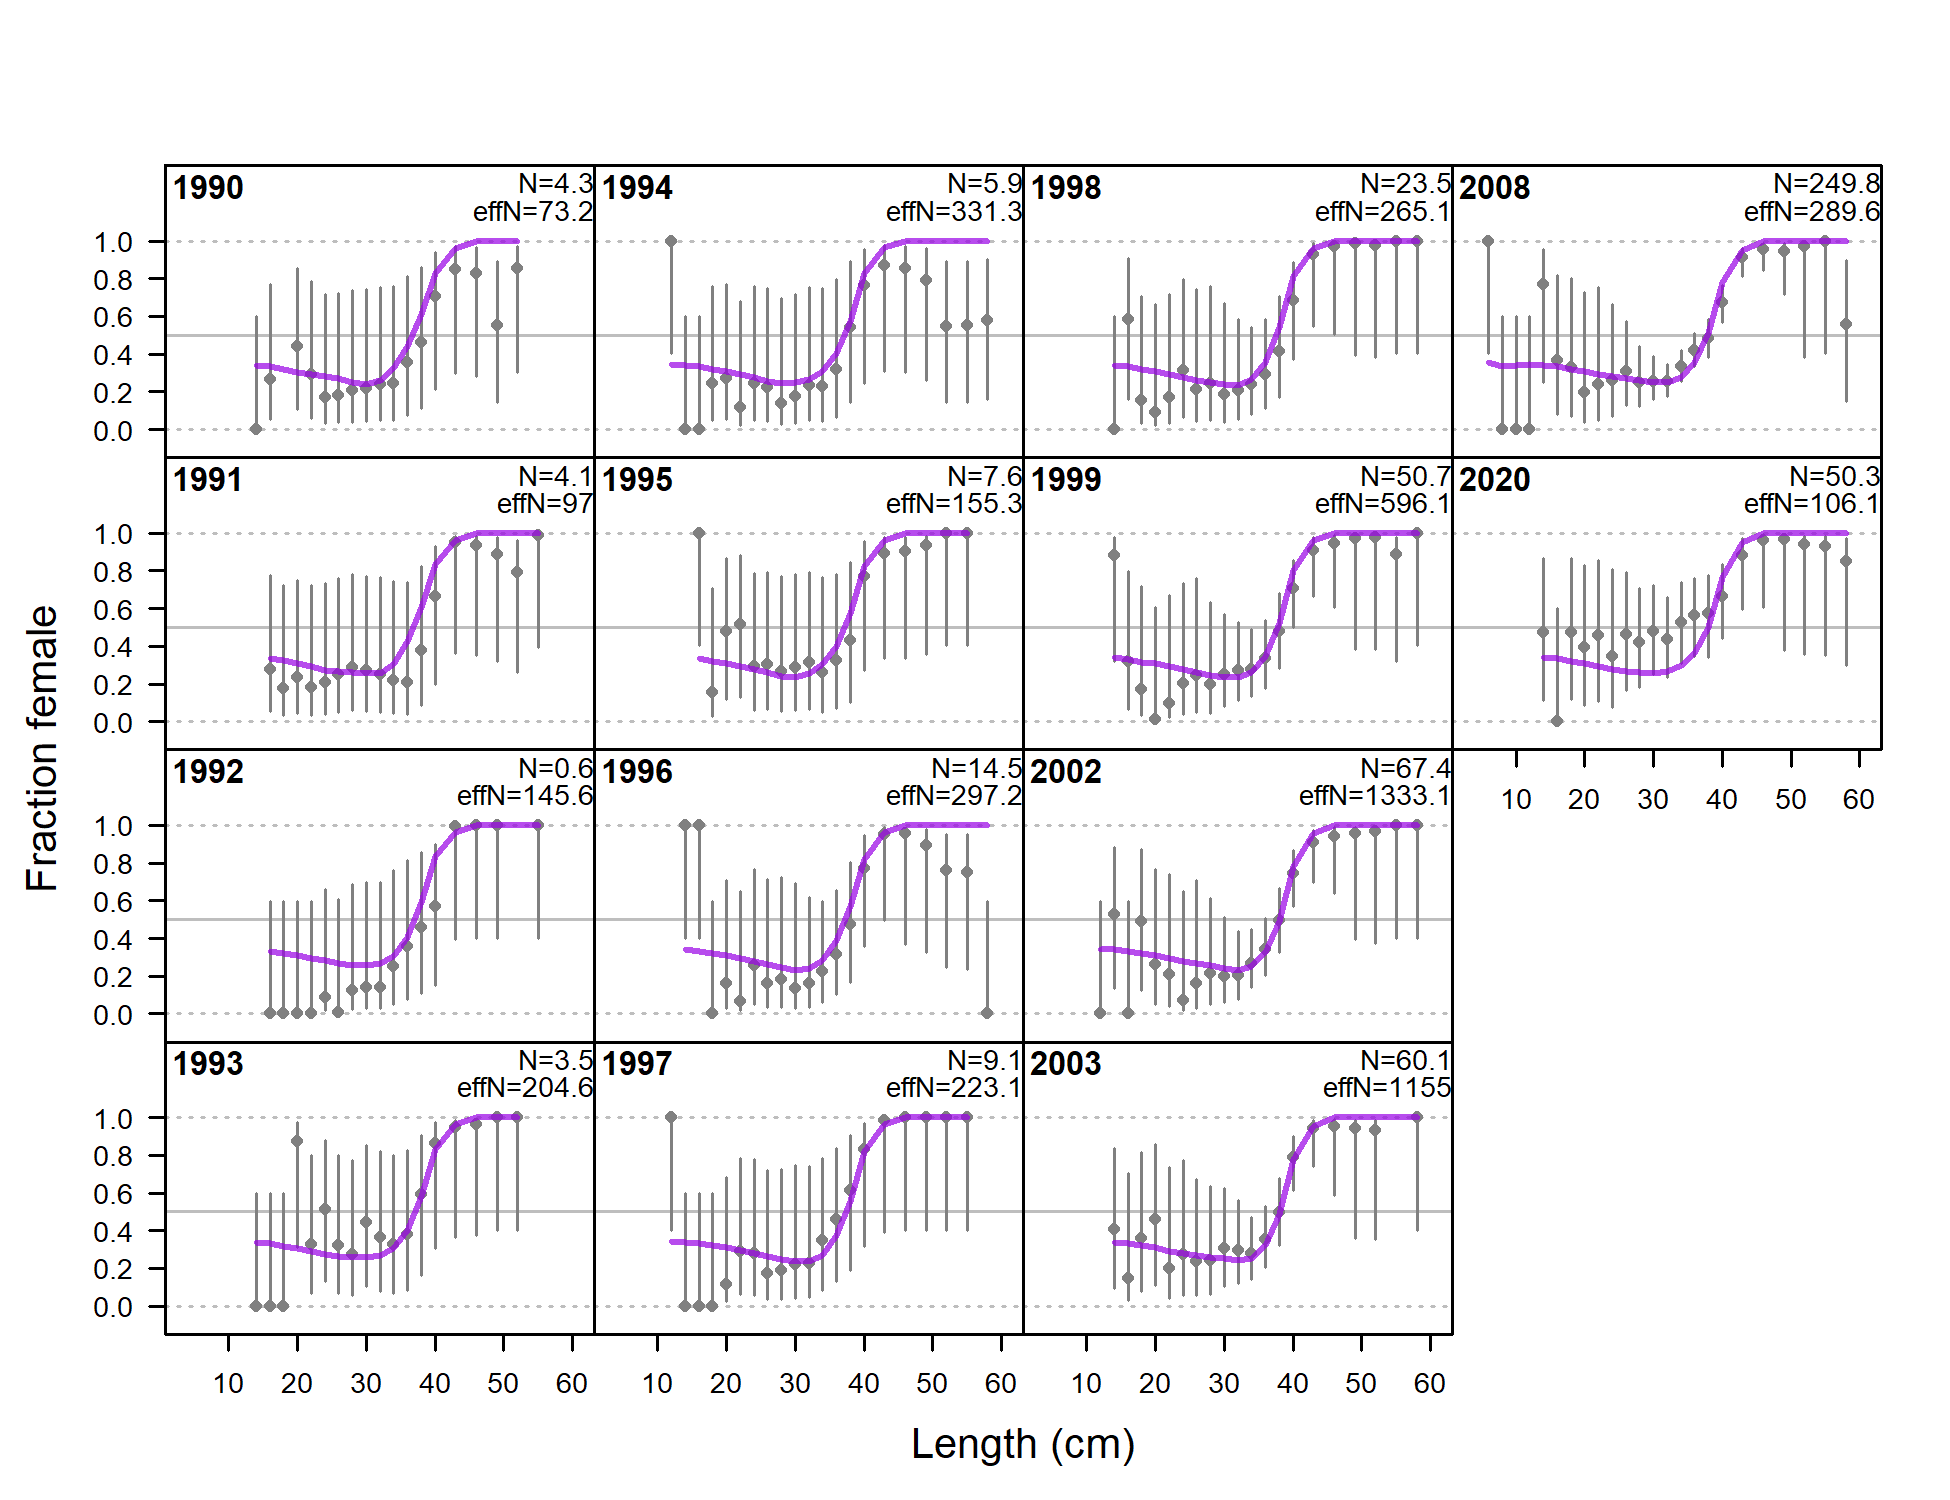 1990
N=4.3
effN=73.2
1994
N=5.9
effN=331.3
1998
N=23.5
effN=265.1
2008
N=249.8
effN=289.6
1.0
0.8
0.6
0.4
0.2
0.0
1991
N=4.1
effN=97
1995
N=7.6
effN=155.3
1999
N=50.7
effN=596.1
2020
N=50.3
effN=106.1
1.0
0.8
0.6
0.4
0.2
0.0
1992
N=0.6
effN=145.6
1996
N=14.5
effN=297.2
2002
N=67.4
effN=1333.1
10 20 30 40 50 60
1.0
0.8
0.6
0.4
0.2
0.0
1993
N=3.5
effN=204.6
1997
N=9.1
effN=223.1
2003
N=60.1
effN=1155
1.0
0.8
0.6
0.4
0.2
0.0
10 20 30 40 50 60
10 20 30 40 50 60
10 20 30 40 50 60
Fraction female
Length (cm)